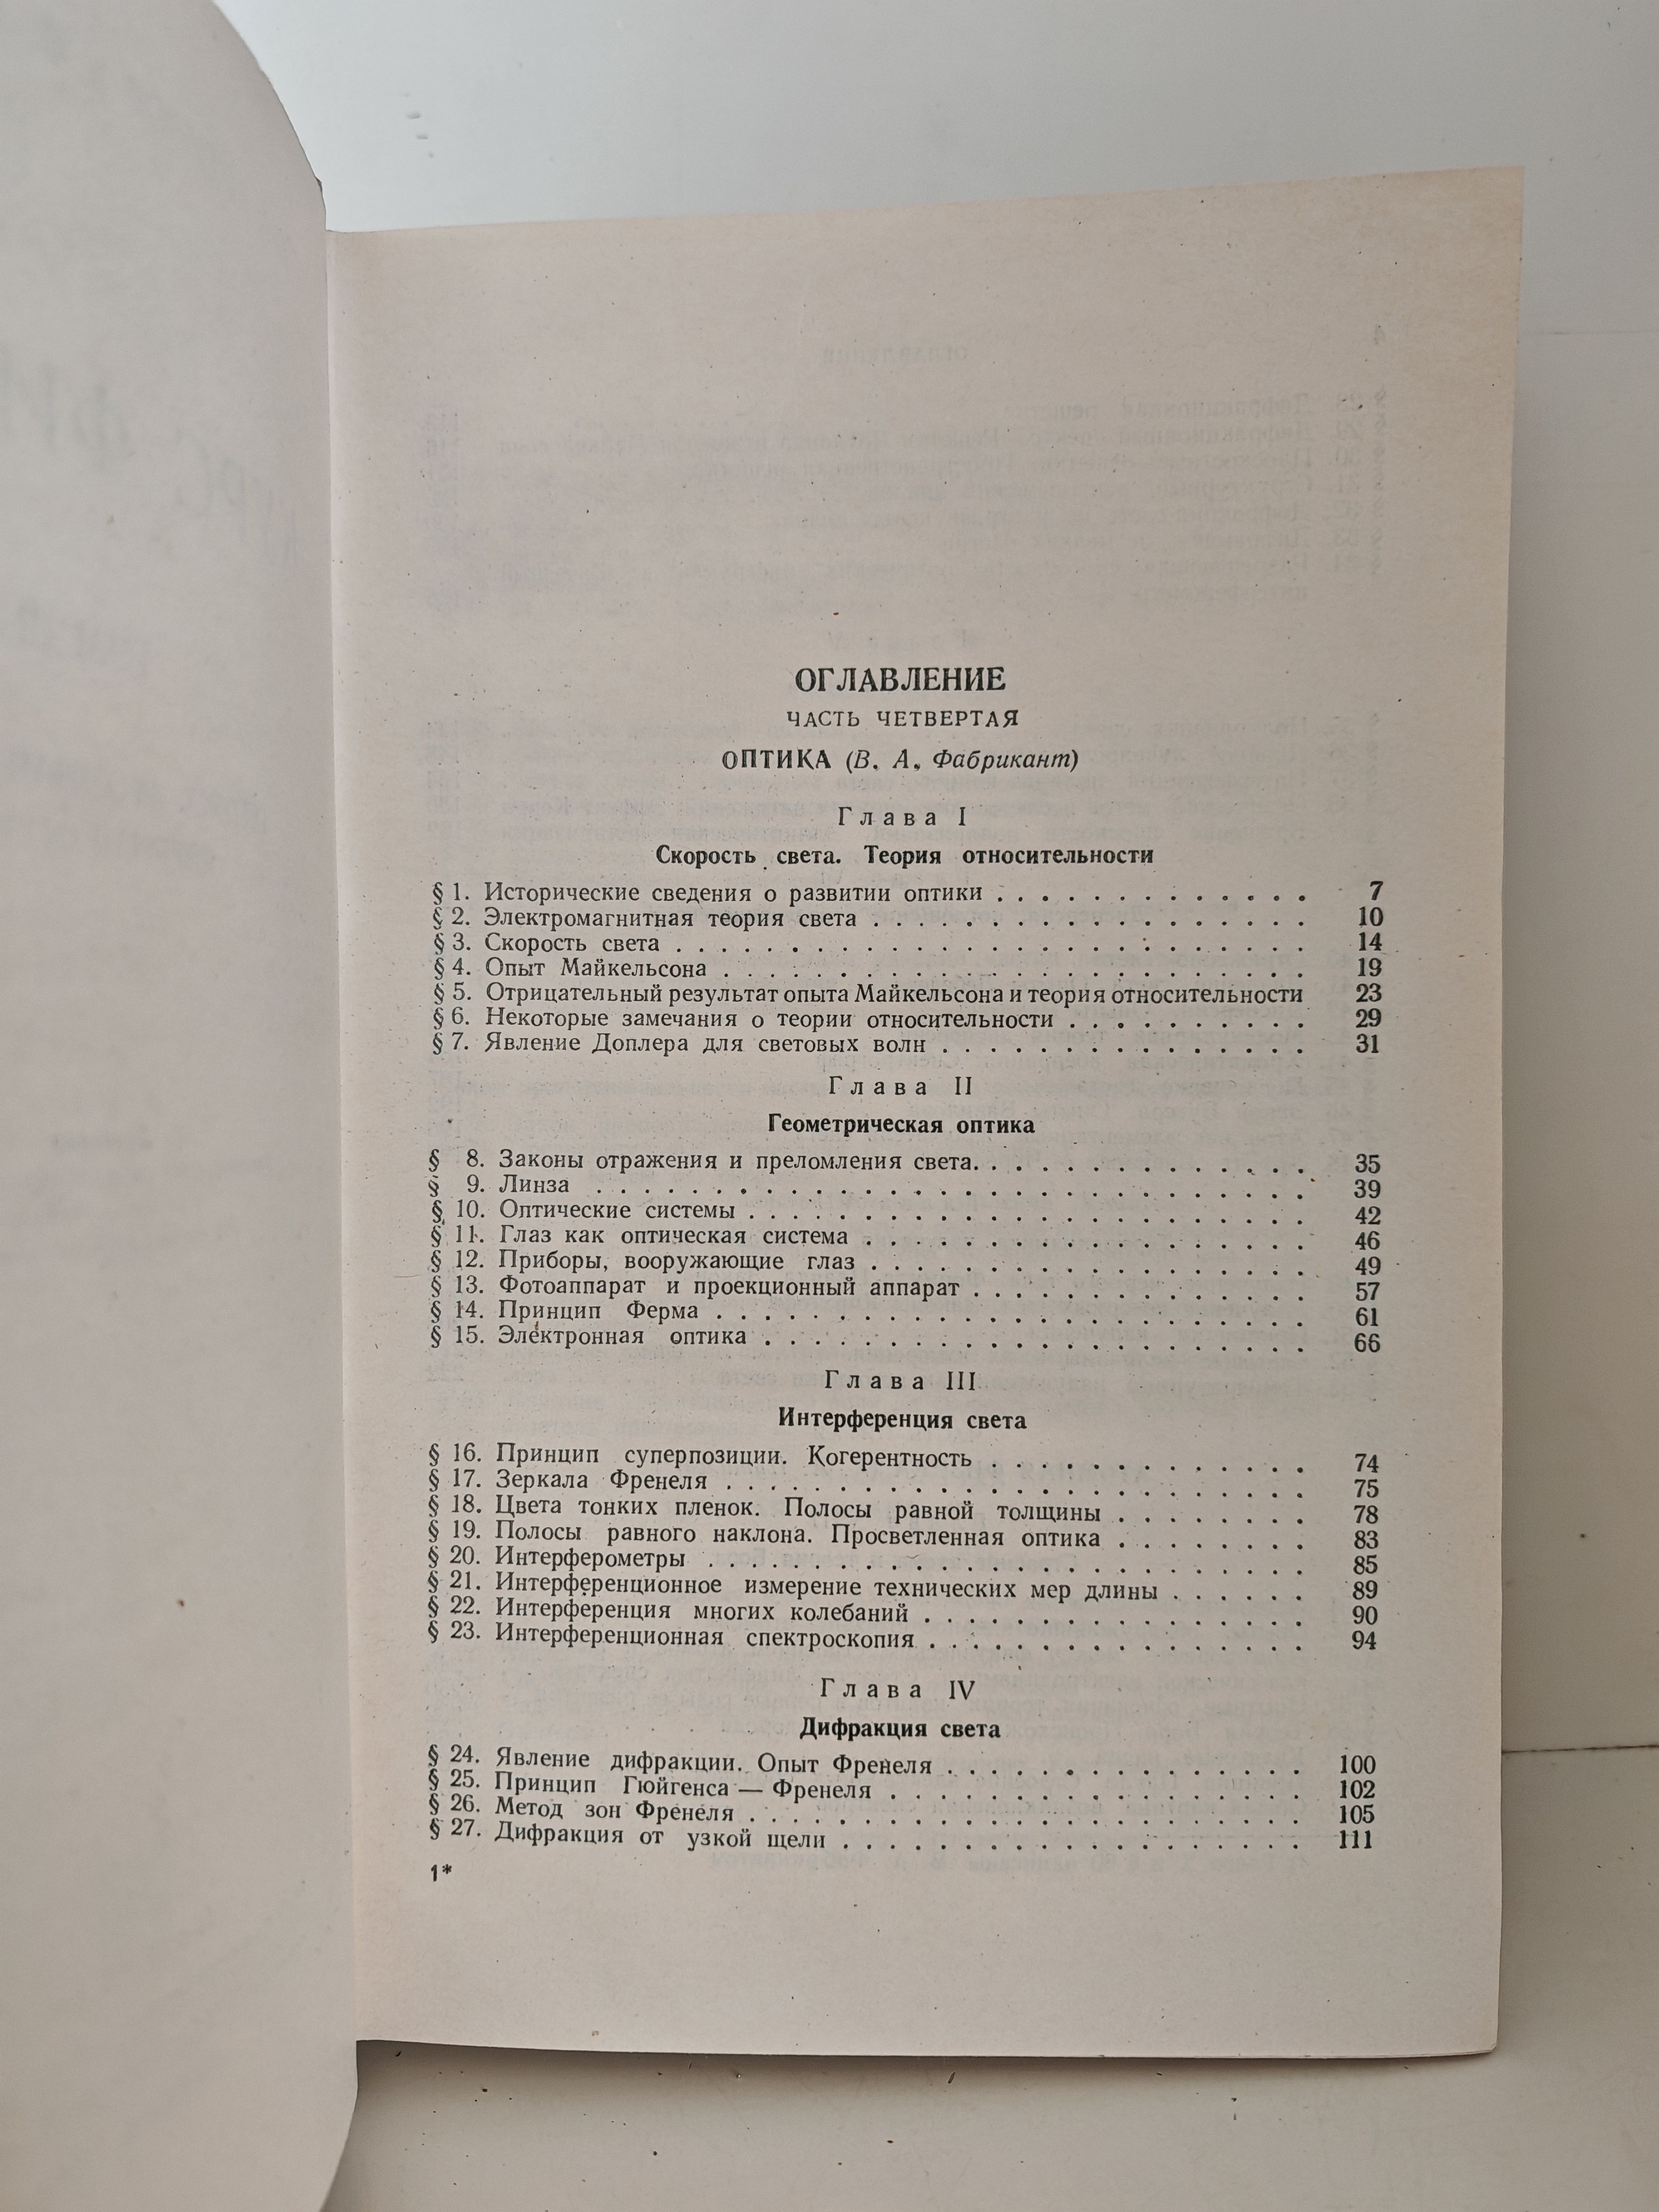 ОГЛАВЛЕНИЕ
ЧАСТЬ ЧЕТВЕРТАЯ
ОПТИКА (В. А. Фабрикант)
Глава I
Скорость света. Теория относительности
§ 1. Исторические сведения о развитии оптики . . . . . . . . . . . . . 7
§ 2. Электромагнитная теория света . . . . . . . . . . . . . . . . . 10
§ 3. Скорость света . . . . . . . . . . . . . . . . . . . . . . 14
§ 4. Опыт Майкельсона . . . . . . . . . . . . . . . . . . . . 19
§ 5. Отрицательный результат опыта Майкельсона и теория относительности 23
§ 6. Некоторые замечания о теории относительности . . . . . . . . . 29
§ 7. Явление Доплера для световых волн . . . . . . . . . . . . . 31
Глава II
Геометрическая оптика
§ 8. Законы отражения и преломления света. . . . . . . . . . . . 35
§ 9. Линза . . . . . . . . . . . . . . . . . . . . . . . . 39
§ 10. Оптические системы . . . . . . . . . . . . . . . . . . . 42
§ 11. Глаз как оптическая система . . . . . . . . . . . . . . . 46
§ 12. Приборы, вооружающие глаз . . . . . . . . . . . . . . . 49
§ 13. Фотоаппарат и проекционный аппарат . . . . . . . . . . . . 57
§ 14. Принцип Ферма . . . . . . . . . . . . . . . . . . . . 61
§ 15. Электронная оптика . . . . . . . . . . . . . . . . . . . 66
Глава III
Интерференция света
§ 16. Принцип суперпозиции. Когерентность . . . . . . . . . . . . 74
§ 17. Зеркала Френеля . . . . . . . . . . . . . . . . . . . . 75
§ 18. Цвета тонких пленок. Полосы равной толщины . . . . . . . . 78
§ 19. Полосы равного наклона. Просветленная оптика . . . . . . . . 83
§ 20. Интерферометры . . . . . . . . . . . . . . . . . . . . 85
§ 21. Интерференционное измерение технических мер длины . . . . . . 89
§ 22. Интерференция многих колебаний . . . . . . . . . . . . . 90
§ 23. Интерференционная спектроскопия . . . . . . . . . . . . . 94
Глава IV
Дифракция света
§ 24. Явление дифракции. Опыт Френеля . . . . . . . . . . . . . 100
§ 25. Принцип Гюйгенса — Френеля . . . . . . . . . . . . . . . 102
§ 26. Метод зон Френеля . . . . . . . . . . . . . . . . . . . 105
§ 27. Дифракция от узкой щели . . . . . . . . . . . . . . . . 111
1*